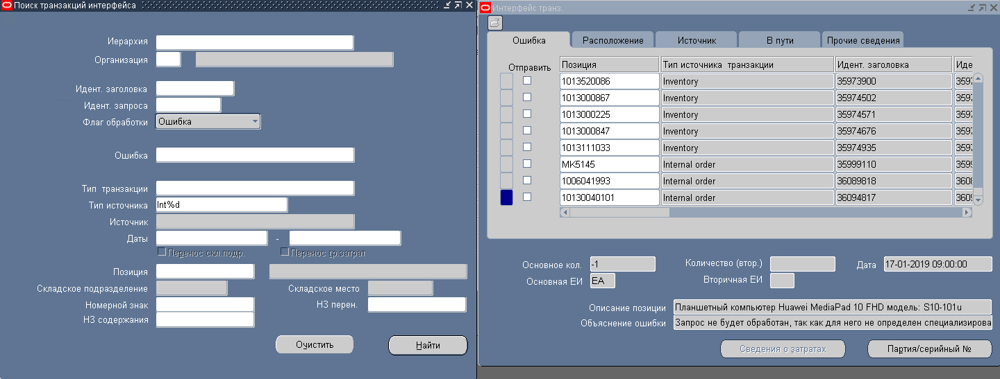 Поиск транзакций интерфейса
Иерархия
Организация
Идент. заголовка
Идент. запроса
Флаг обработки Ошибка
Ошибка
Тип транзакции
Тип источника Int%d
Источник
Даты -
Перенос скл.подр. Перенос гр.затрат
Позиция
Складское подразделение Складское место
Номерной знак НЗ перен.
НЗ содержания
Очистить Найти
Интерфейс транз.
Ошибка Расположение Источник В пути Прочие сведения
Отправить Позиция Тип источника транзакции Идент. заголовка Иде
1013520086 Inventory 35973900 3597
1013000867 Inventory 35974502 3597
1013000225 Inventory 35974571 3597
1013000847 Inventory 35974676 3597
1013111033 Inventory 35974935 3597
MK5145 Internal order 35999110 3599
1006041993 Internal order 36089818 3608
10130040101 Internal order 36094817 3609
Основное кол. -1 Количество (втор.) Дата 17-01-2019 09:00:00
Основная ЕИ EA Вторичная ЕИ
Описание позиции Планшетный компьютер Huawei MediaPad 10 FHD модель: S10-101u
Объяснение ошибки Запрос не будет обработан, так как для него не определен специализирова
Сведения о затратах Партия/серийный №